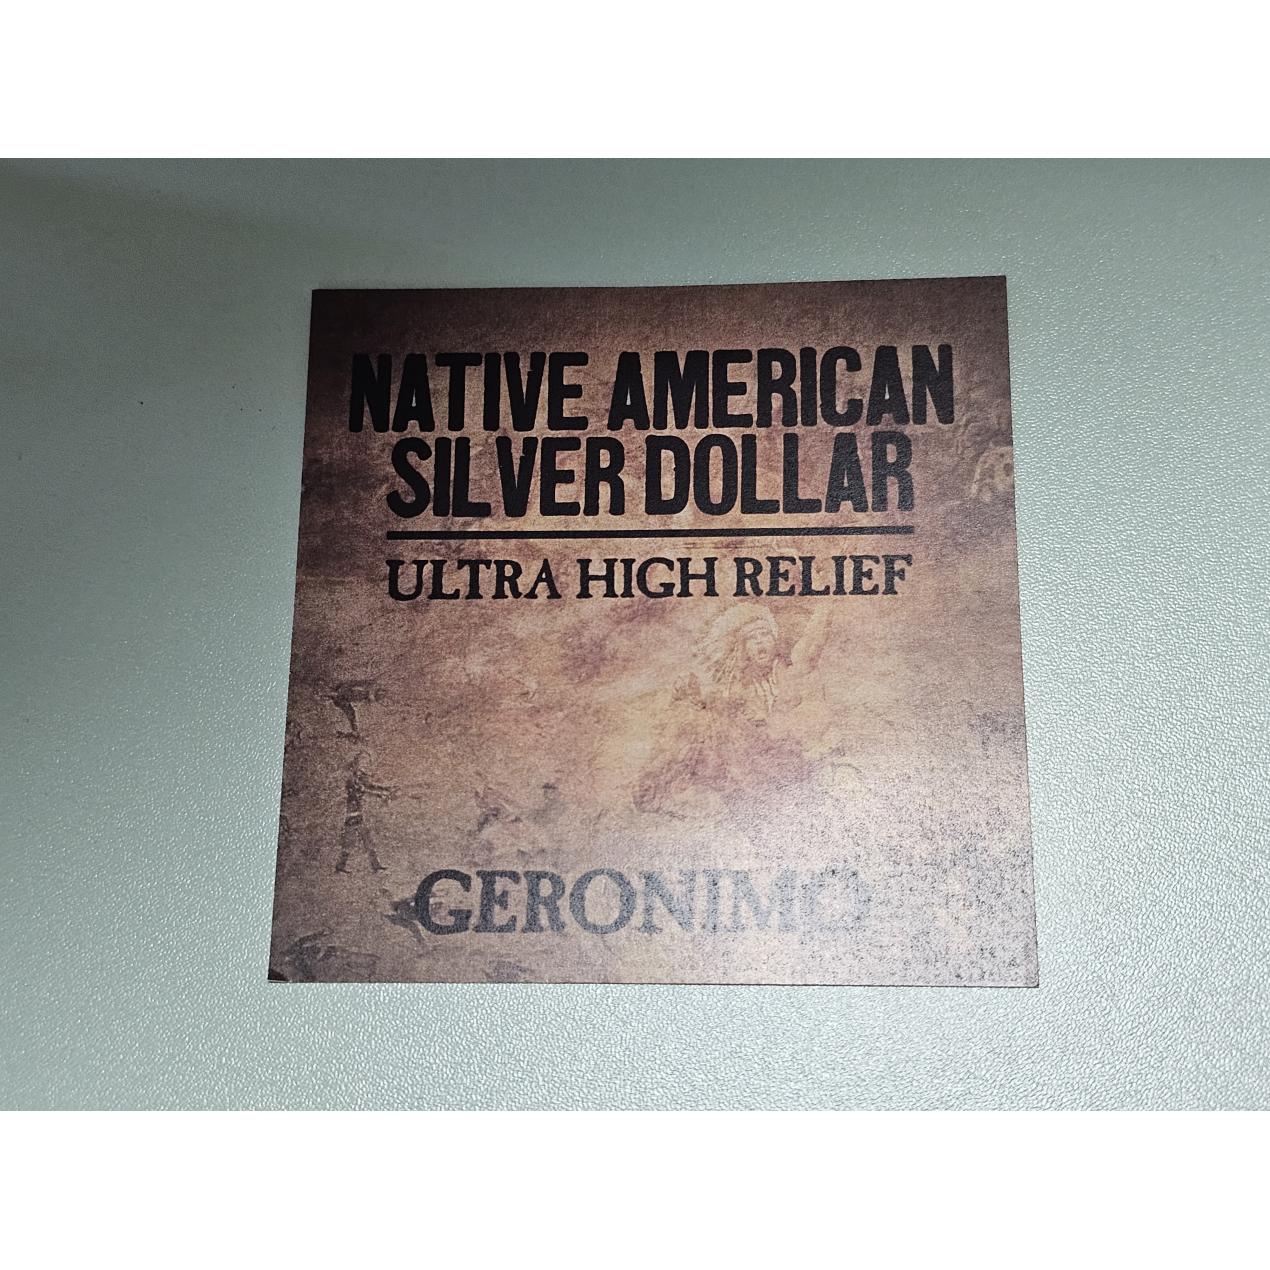 NATIVE AMERICAN
SILVER DOLLAR
ULTRA HIGH RELIEF
GERONIMO